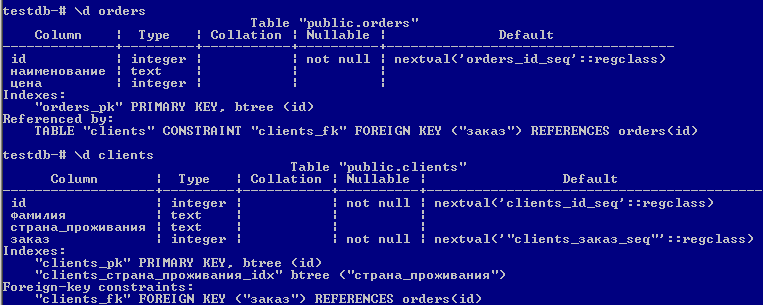 testdb-# \d orders
Table "public.orders"
Column | Type | Collation | Nullable | Default
id | integer | | not null | nextval('orders_id_seq'::regclass)
наименование | text | | |
цена | integer | | |
Indexes:
"orders_pk" PRIMARY KEY, btree (id)
Referenced by:
TABLE "clients" CONSTRAINT "clients_fk" FOREIGN KEY ("заказ") REFERENCES orders(id)
testdb-# \d clients
Table "public.clients"
Column | Type | Collation | Nullable | Default
id | integer | | not null | nextval('clients_id_seq'::regclass)
фамилия | text | | |
страна_проживания | text | | |
заказ | integer | | not null | nextval('"clients_заказ_seq"'::regclass)
Indexes:
"clients_pk" PRIMARY KEY, btree (id)
"clients_страна_проживания_idx" btree ("страна_проживания")
Foreign-key constraints:
"clients_fk" FOREIGN KEY ("заказ") REFERENCES orders(id)